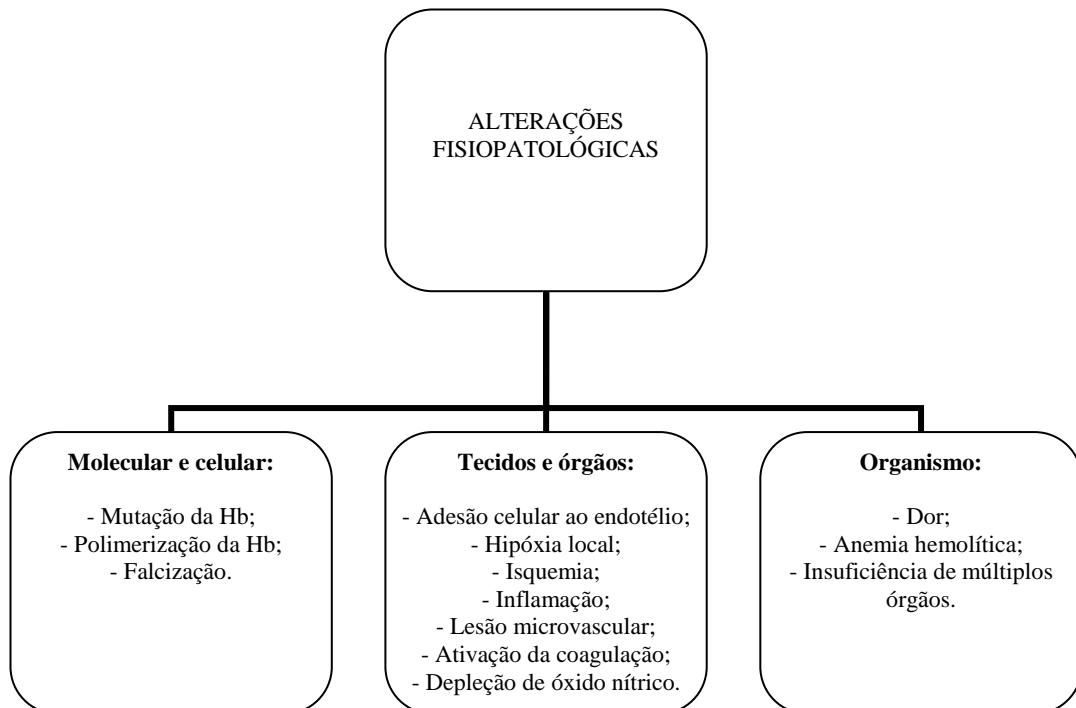 ALTERAÇÕES
FISIOPATOLÓGICAS
Molecular e celular:
- Mutação da Hb;
- Polimerização da Hb;
- Falcização.
Tecidos e órgãos:
- Adesão celular ao endotélio;
- Hipóxia local;
- Isquemia;
- Inflamação;
- Lesão microvascular;
- Ativação da coagulação;
- Depleção de óxido nítrico.
Organismo:
- Dor;
- Anemia hemolítica;
- Insuficiência de múltiplos
órgãos.